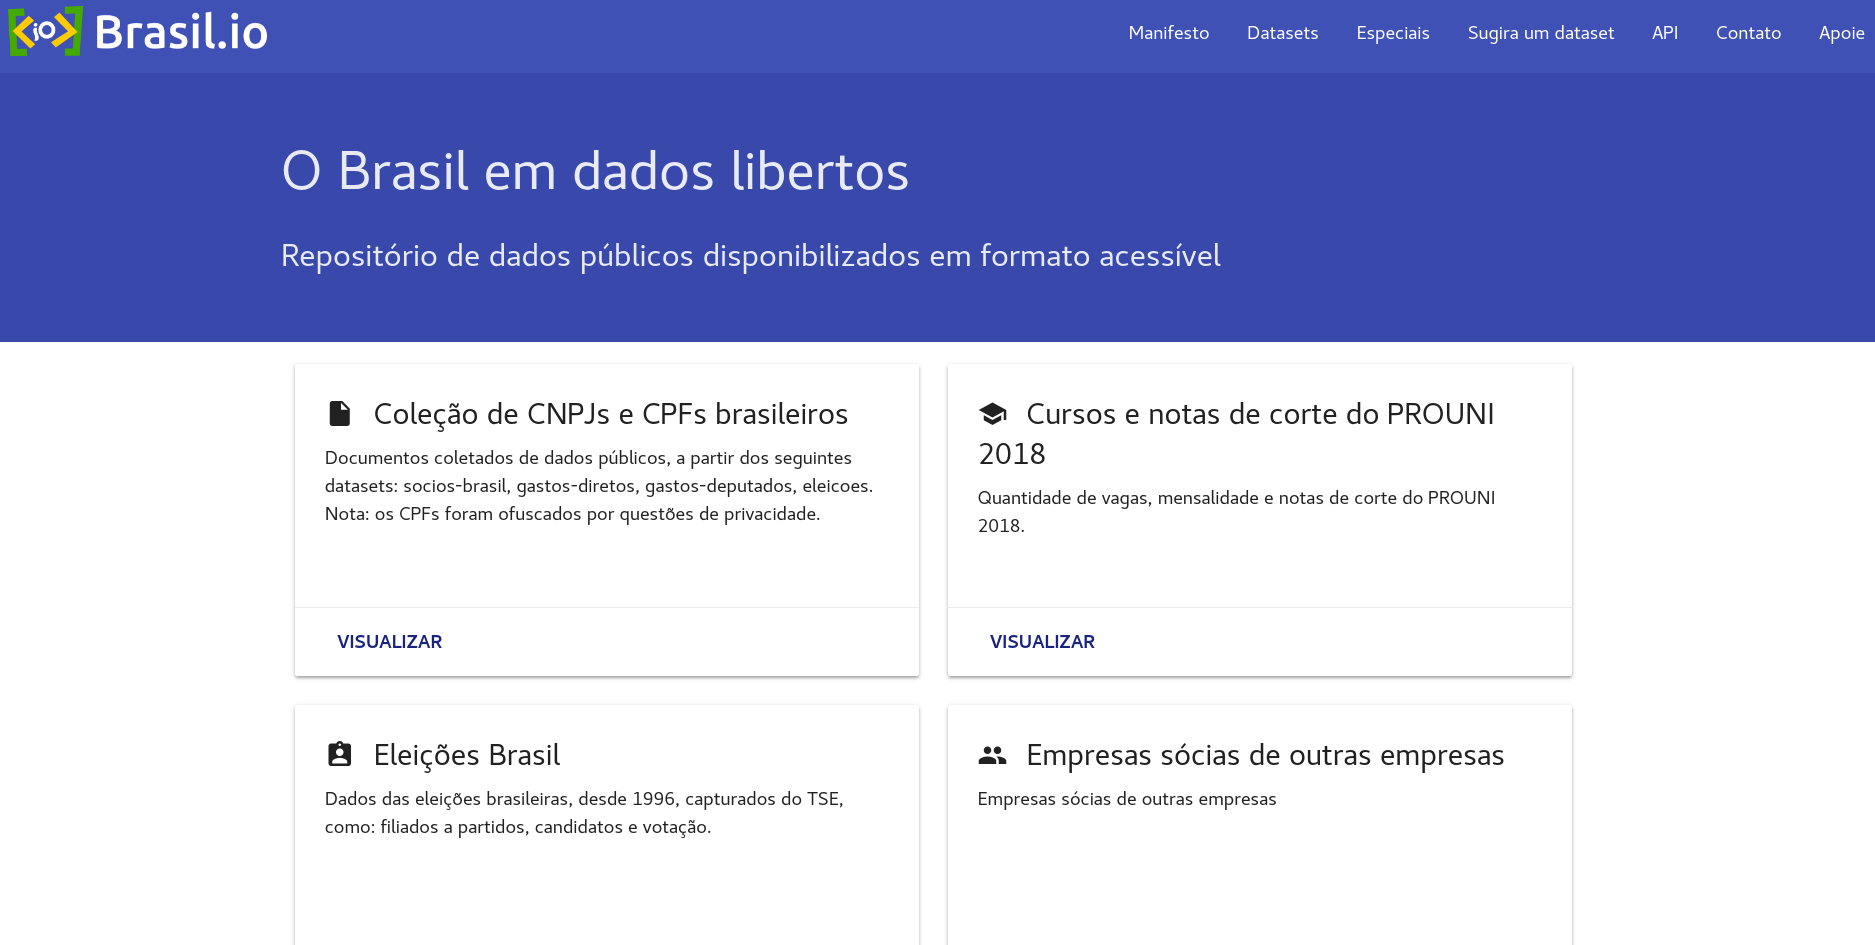 io Brasil.io
Manifesto Datasets Especiais Sugira um dataset API Contato Apoie
O Brasil em dados libertos
Repositório de dados públicos disponibilizados em formato acessível
Coleção de CNPJs e CPFs brasileiros
Documentos coletados de dados públicos, a partir dos seguintes
datasets: socios-brasil, gastos-diretos, gastos-deputados, eleicoes.
Nota: os CPFs foram ofuscados por questões de privacidade.
VISUALIZAR
Cursos e notas de corte do PROUNI
2018
Quantidade de vagas, mensalidade e notas de corte do PROUNI
2018.
VISUALIZAR
Eleições Brasil
Dados das eleições brasileiras, desde 1996, capturados do TSE,
como: filiados a partidos, candidatos e votação.
Empresas sócias de outras empresas
Empresas sócias de outras empresas